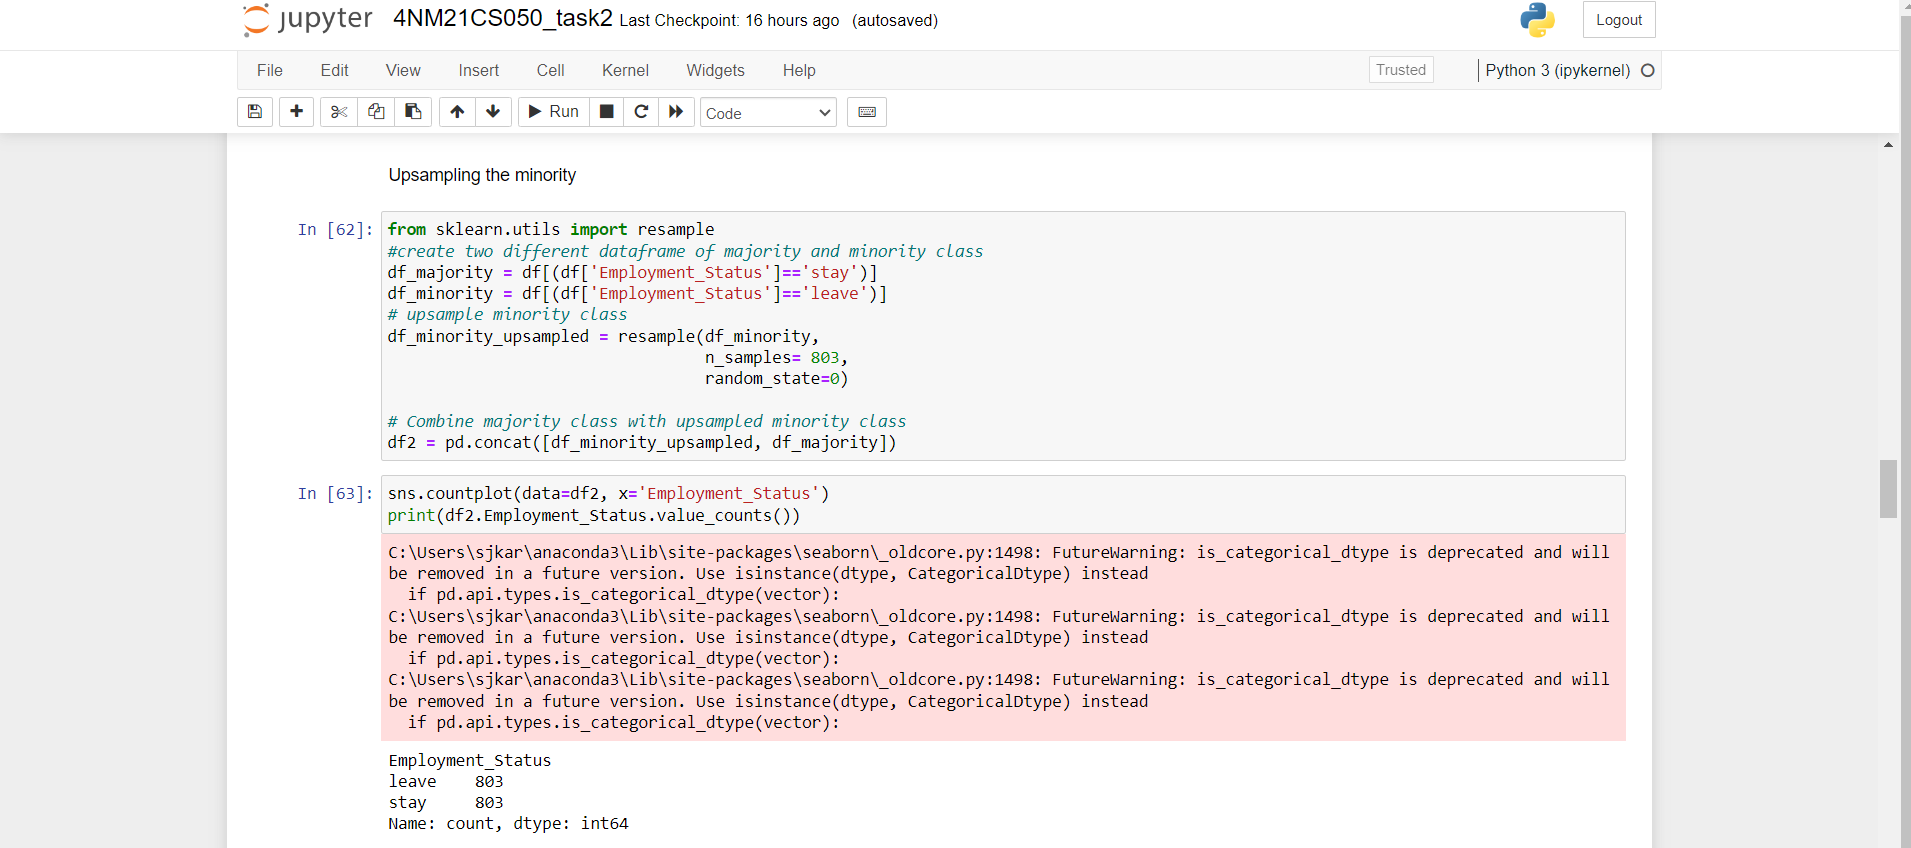 jupyter 4NM21CS050_task2 Last Checkpoint: 16 hours ago (autosaved)
Logout
File Edit View Insert Cell Kernel Widgets Help
Trusted
Python 3 (ipykernel)
Run
Code
Upsampling the minority
In [62]:
from sklearn.utils import resample
#create two different dataframe of majority and minority class
df_majority = df[(df['Employment_Status']=='stay')]
df_minority = df[(df['Employment_Status']=='leave')]
# upsample minority class
df_minority_upsampled = resample(df_minority,
n_samples= 803,
random_state=0)
# Combine majority class with upsampled minority class
df2 = pd.concat([df_minority_upsampled, df_majority])
In [63]:
sns.countplot(data=df2, x='Employment_Status')
print(df2.Employment_Status.value_counts())
C:\Users\sjkar\anaconda3\Lib\site-packages\seaborn\_oldcore.py:1498: FutureWarning: is_categorical_dtype is deprecated and will
be removed in a future version. Use isinstance(dtype, CategoricalDtype) instead
if pd.api.types.is_categorical_dtype(vector):
C:\Users\sjkar\anaconda3\Lib\site-packages\seaborn\_oldcore.py:1498: FutureWarning: is_categorical_dtype is deprecated and will
be removed in a future version. Use isinstance(dtype, CategoricalDtype) instead
if pd.api.types.is_categorical_dtype(vector):
C:\Users\sjkar\anaconda3\Lib\site-packages\seaborn\_oldcore.py:1498: FutureWarning: is_categorical_dtype is deprecated and will
be removed in a future version. Use isinstance(dtype, CategoricalDtype) instead
if pd.api.types.is_categorical_dtype(vector):
Employment_Status
leave 803
stay 803
Name: count, dtype: int64